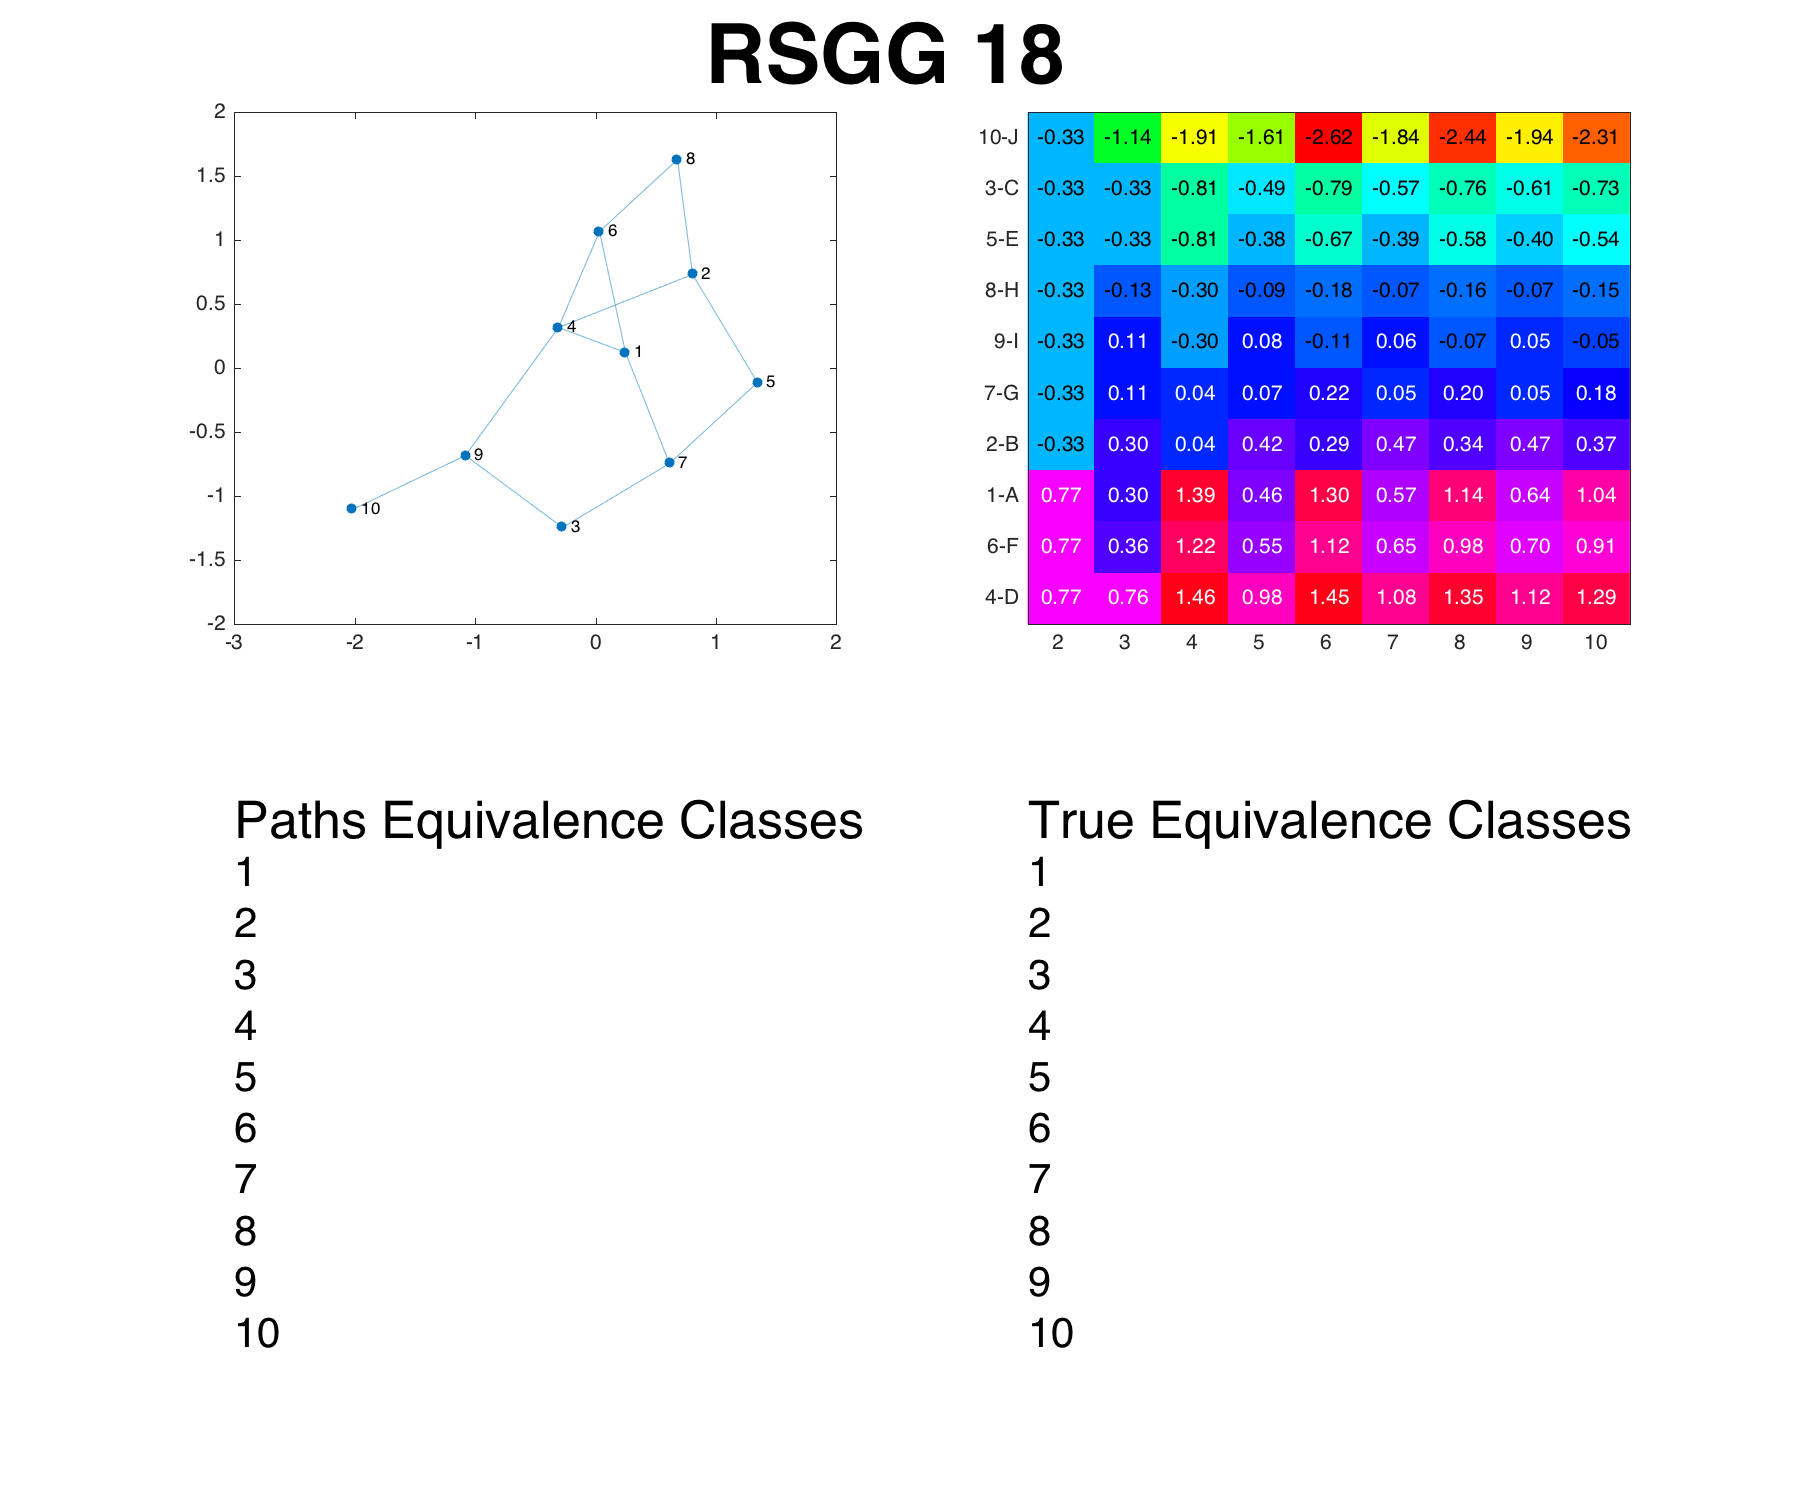 RSGG 18
2
1.5
1
0.5
0
-0.5
-1
-1.5
-2
-3 -2 -1 0 1 2
8
6
2
4
1
5
9
7
10
3
10-J -0.33 -1.14 -1.91 -1.61 -2.62 -1.84 -2.44 -1.94 -2.31
3-C -0.33 -0.33 -0.81 -0.49 -0.79 -0.57 -0.76 -0.61 -0.73
5-E -0.33 -0.33 -0.81 -0.38 -0.67 -0.39 -0.58 -0.40 -0.54
8-H -0.33 -0.13 -0.30 -0.09 -0.18 -0.07 -0.16 -0.07 -0.15
9-I -0.33 0.11 -0.30 0.08 -0.11 0.06 -0.07 0.05 -0.05
7-G -0.33 0.11 0.04 0.07 0.22 0.05 0.20 0.05 0.18
2-B -0.33 0.30 0.04 0.42 0.29 0.47 0.34 0.47 0.37
1-A 0.77 0.30 1.39 0.46 1.30 0.57 1.14 0.64 1.04
6-F 0.77 0.36 1.22 0.55 1.12 0.65 0.98 0.70 0.91
4-D 0.77 0.76 1.46 0.98 1.45 1.08 1.35 1.12 1.29
2 3 4 5 6 7 8 9 10
Paths Equivalence Classes
1
2
3
4
5
6
7
8
9
10
True Equivalence Classes
1
2
3
4
5
6
7
8
9
10